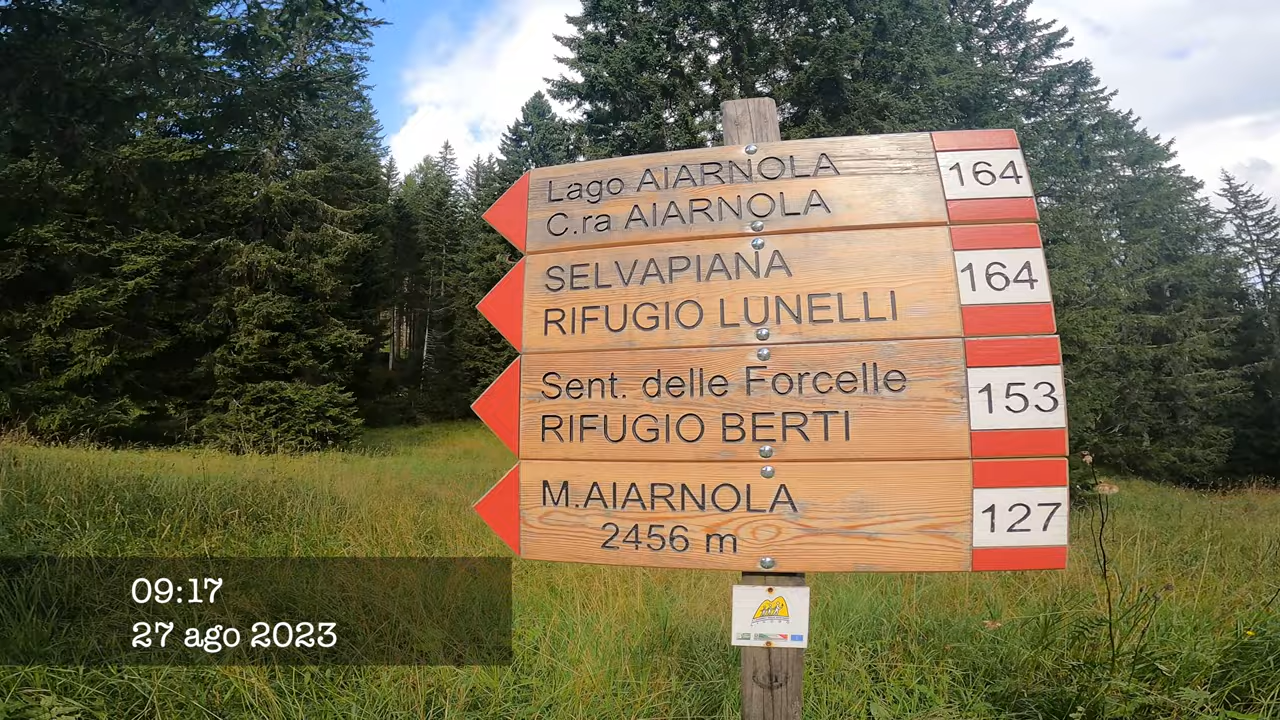 Lago AIARNOLA
C.ra AIARNOLA
164
SELVAPIANA
RIFUGIO LUNELLI
164
Sent. delle Forcelle
RIFUGIO BERTI
153
M.AIARNOLA
2456 m
127
09:17
27 ago 2023